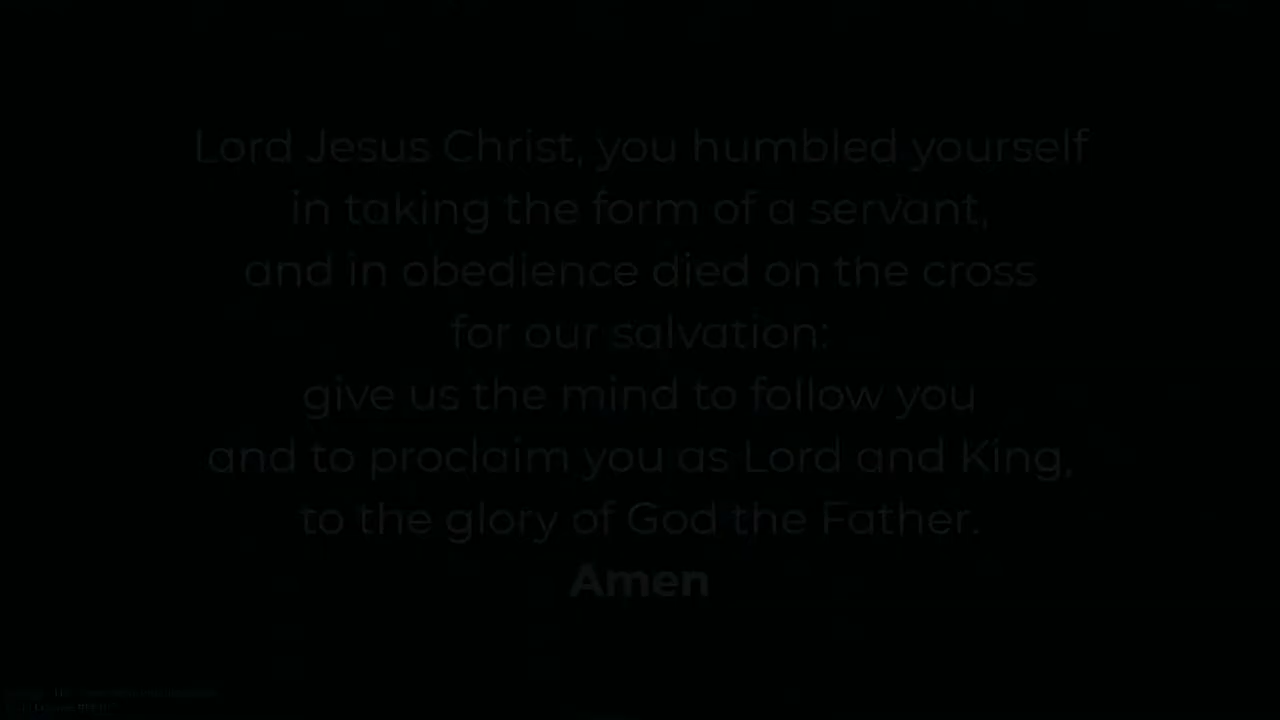 Lord Jesus Christ, you humbled yourself
in taking the form of a servant,
and in obedience died on the cross
for our salvation:
give us the mind to follow you
and to proclaim you as Lord and King,
to the glory of God the Father.
Amen